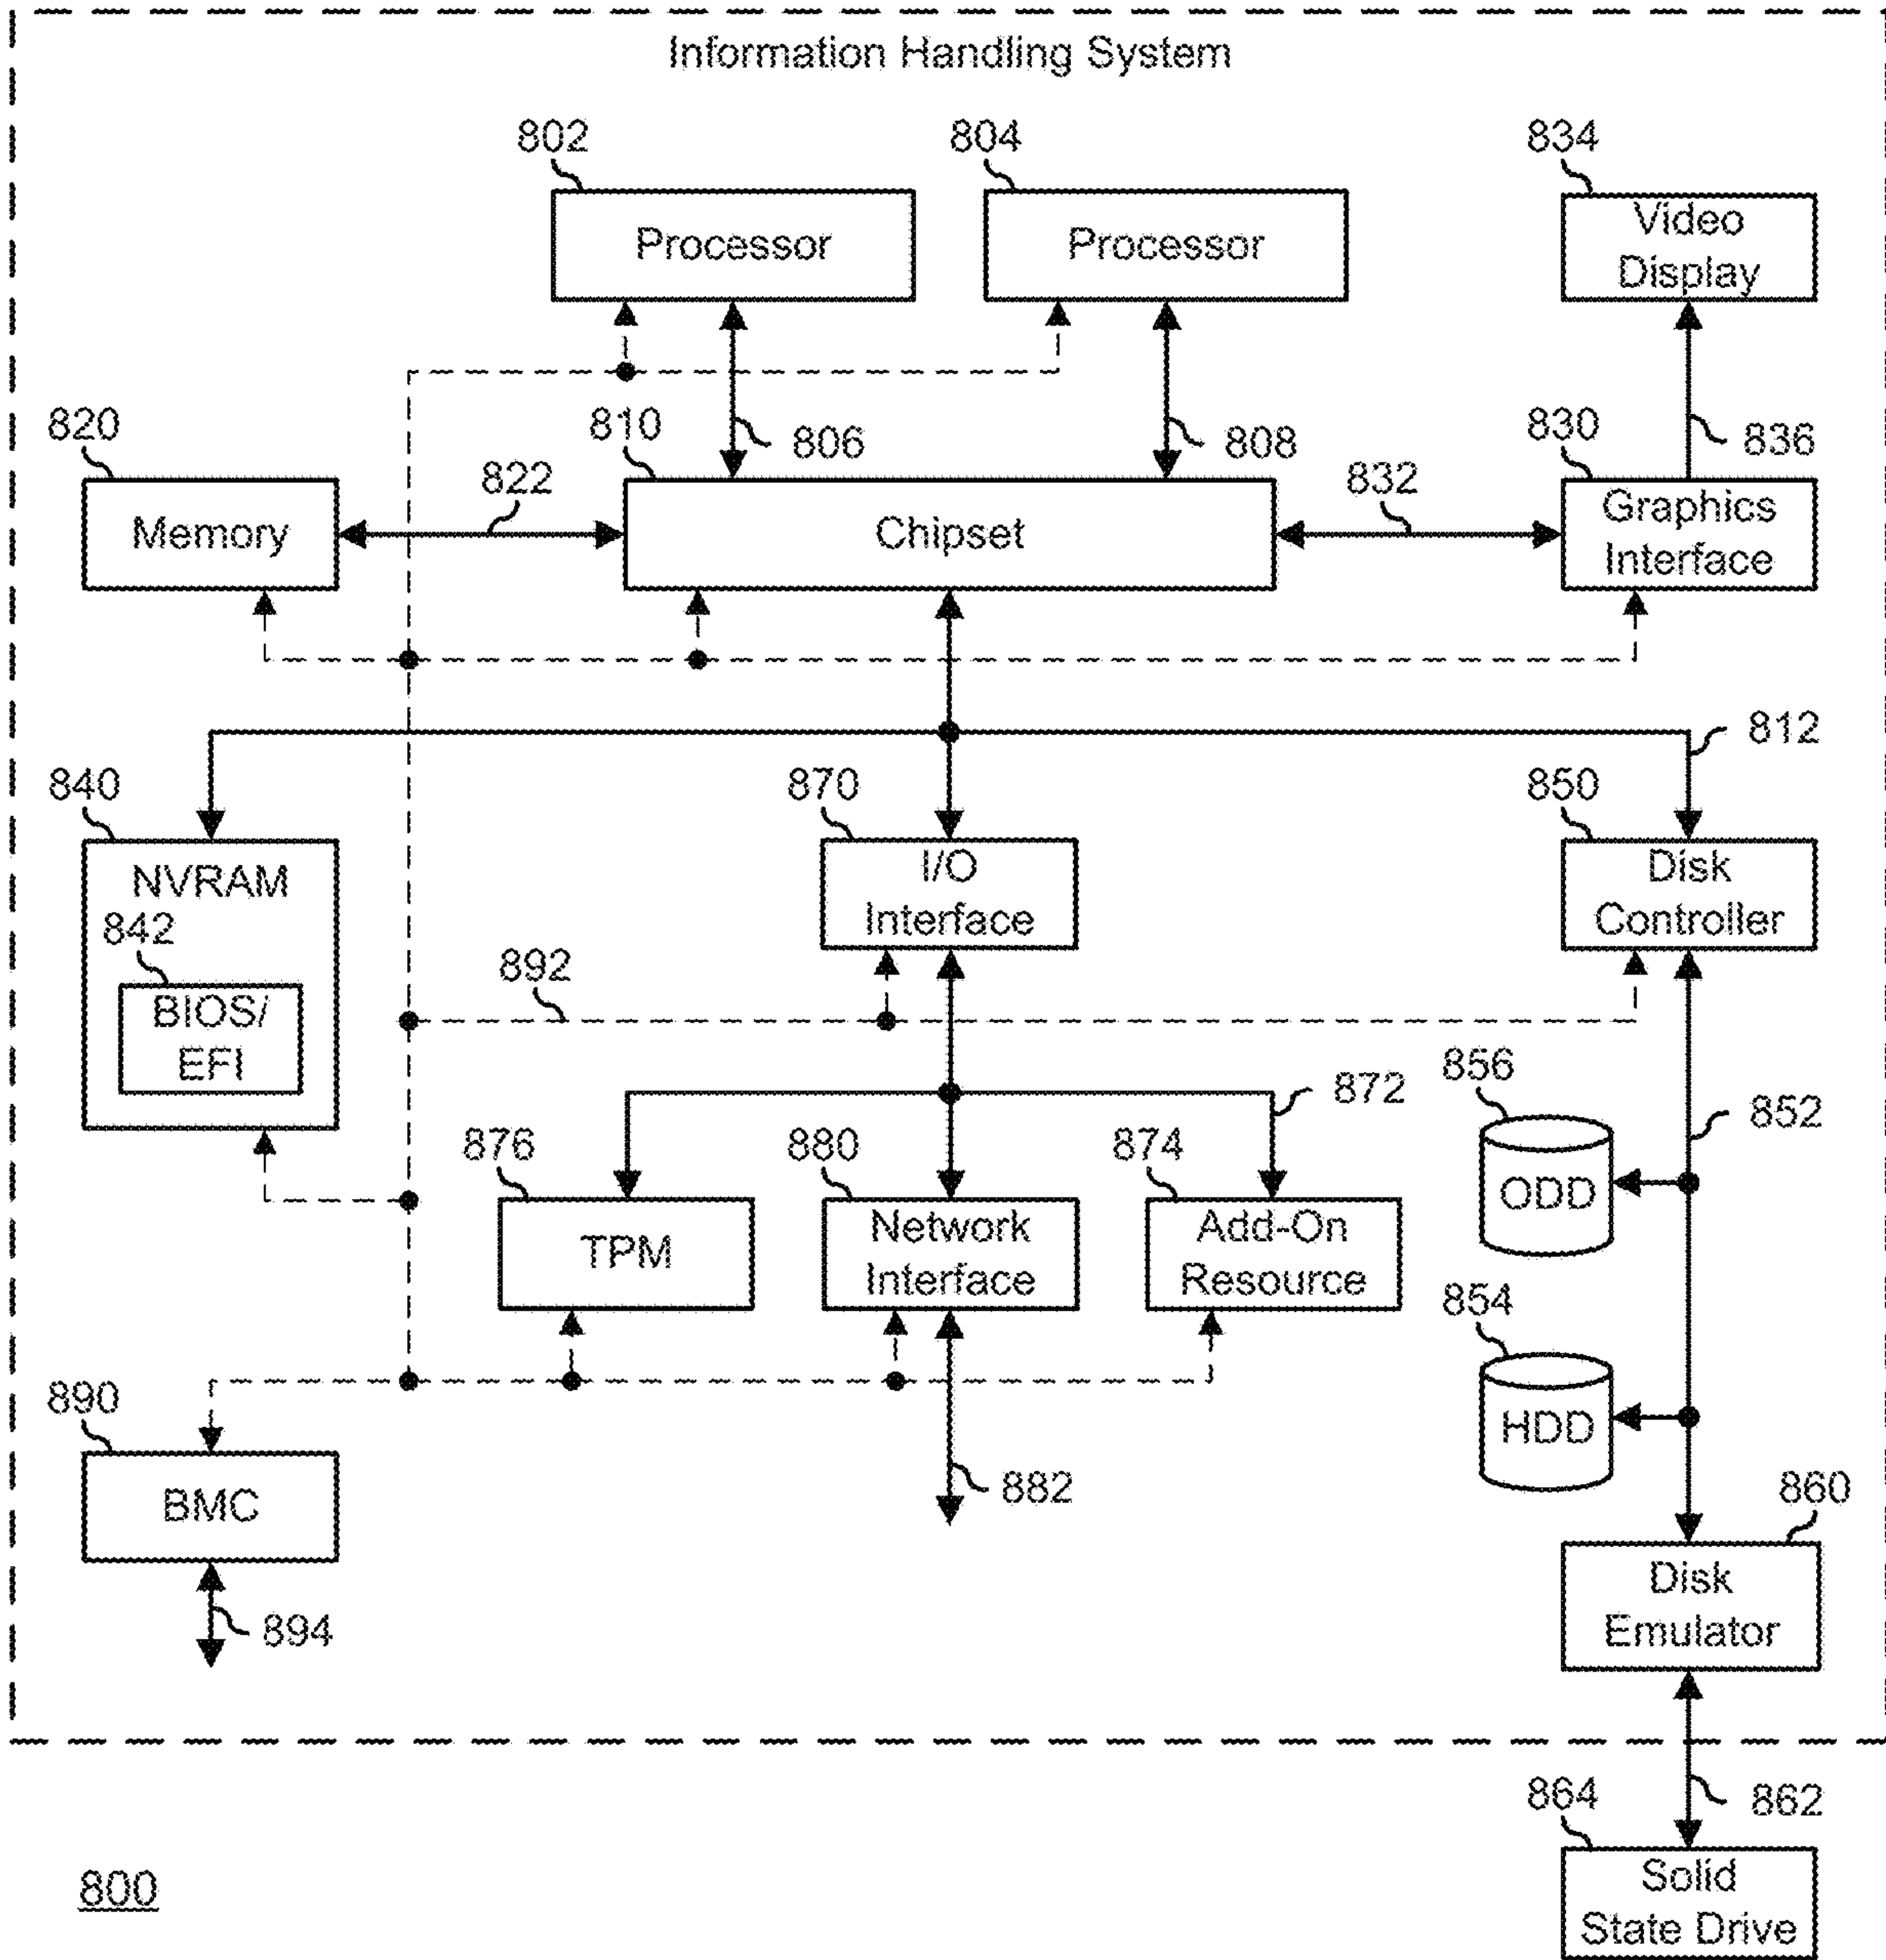 Information Handling System
802
804
834
Processor
Processor
Video
Display
820
810
806
808
830
836
822
832
Memory
Chipset
Graphics
Interface
812
840
870
850
NVRAM
I/O
Interface
Disk
Controller
842
892
BIOS/
EFI
856
872
852
876
880
874
ODD
TPM
Network
Interface
Add-On
Resource
854
890
HDD
882
BMC
860
894
Disk
Emulator
864
862
800
Solid
State Drive